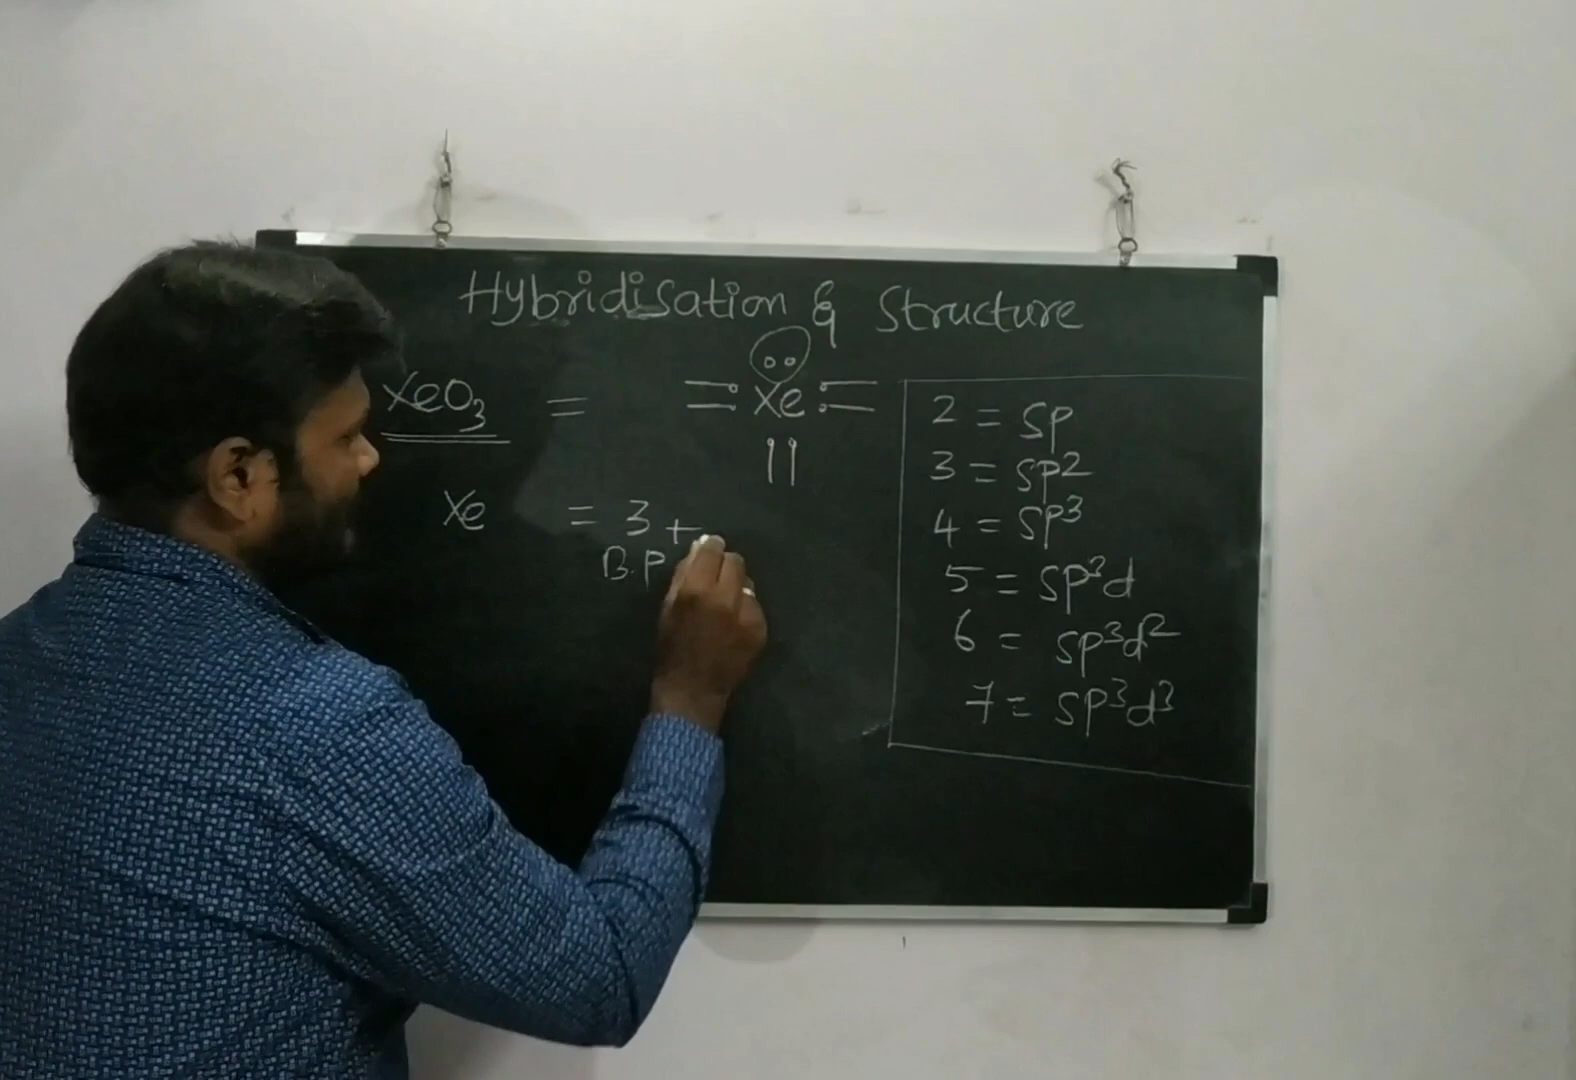 Hybridisation & Structure
XeO3 = Xe
Xe = 3 +
B.P
2 = sp
3 = sp2
4 = sp3
5 = sp3d
6 = sp3d2
7 = sp3d3